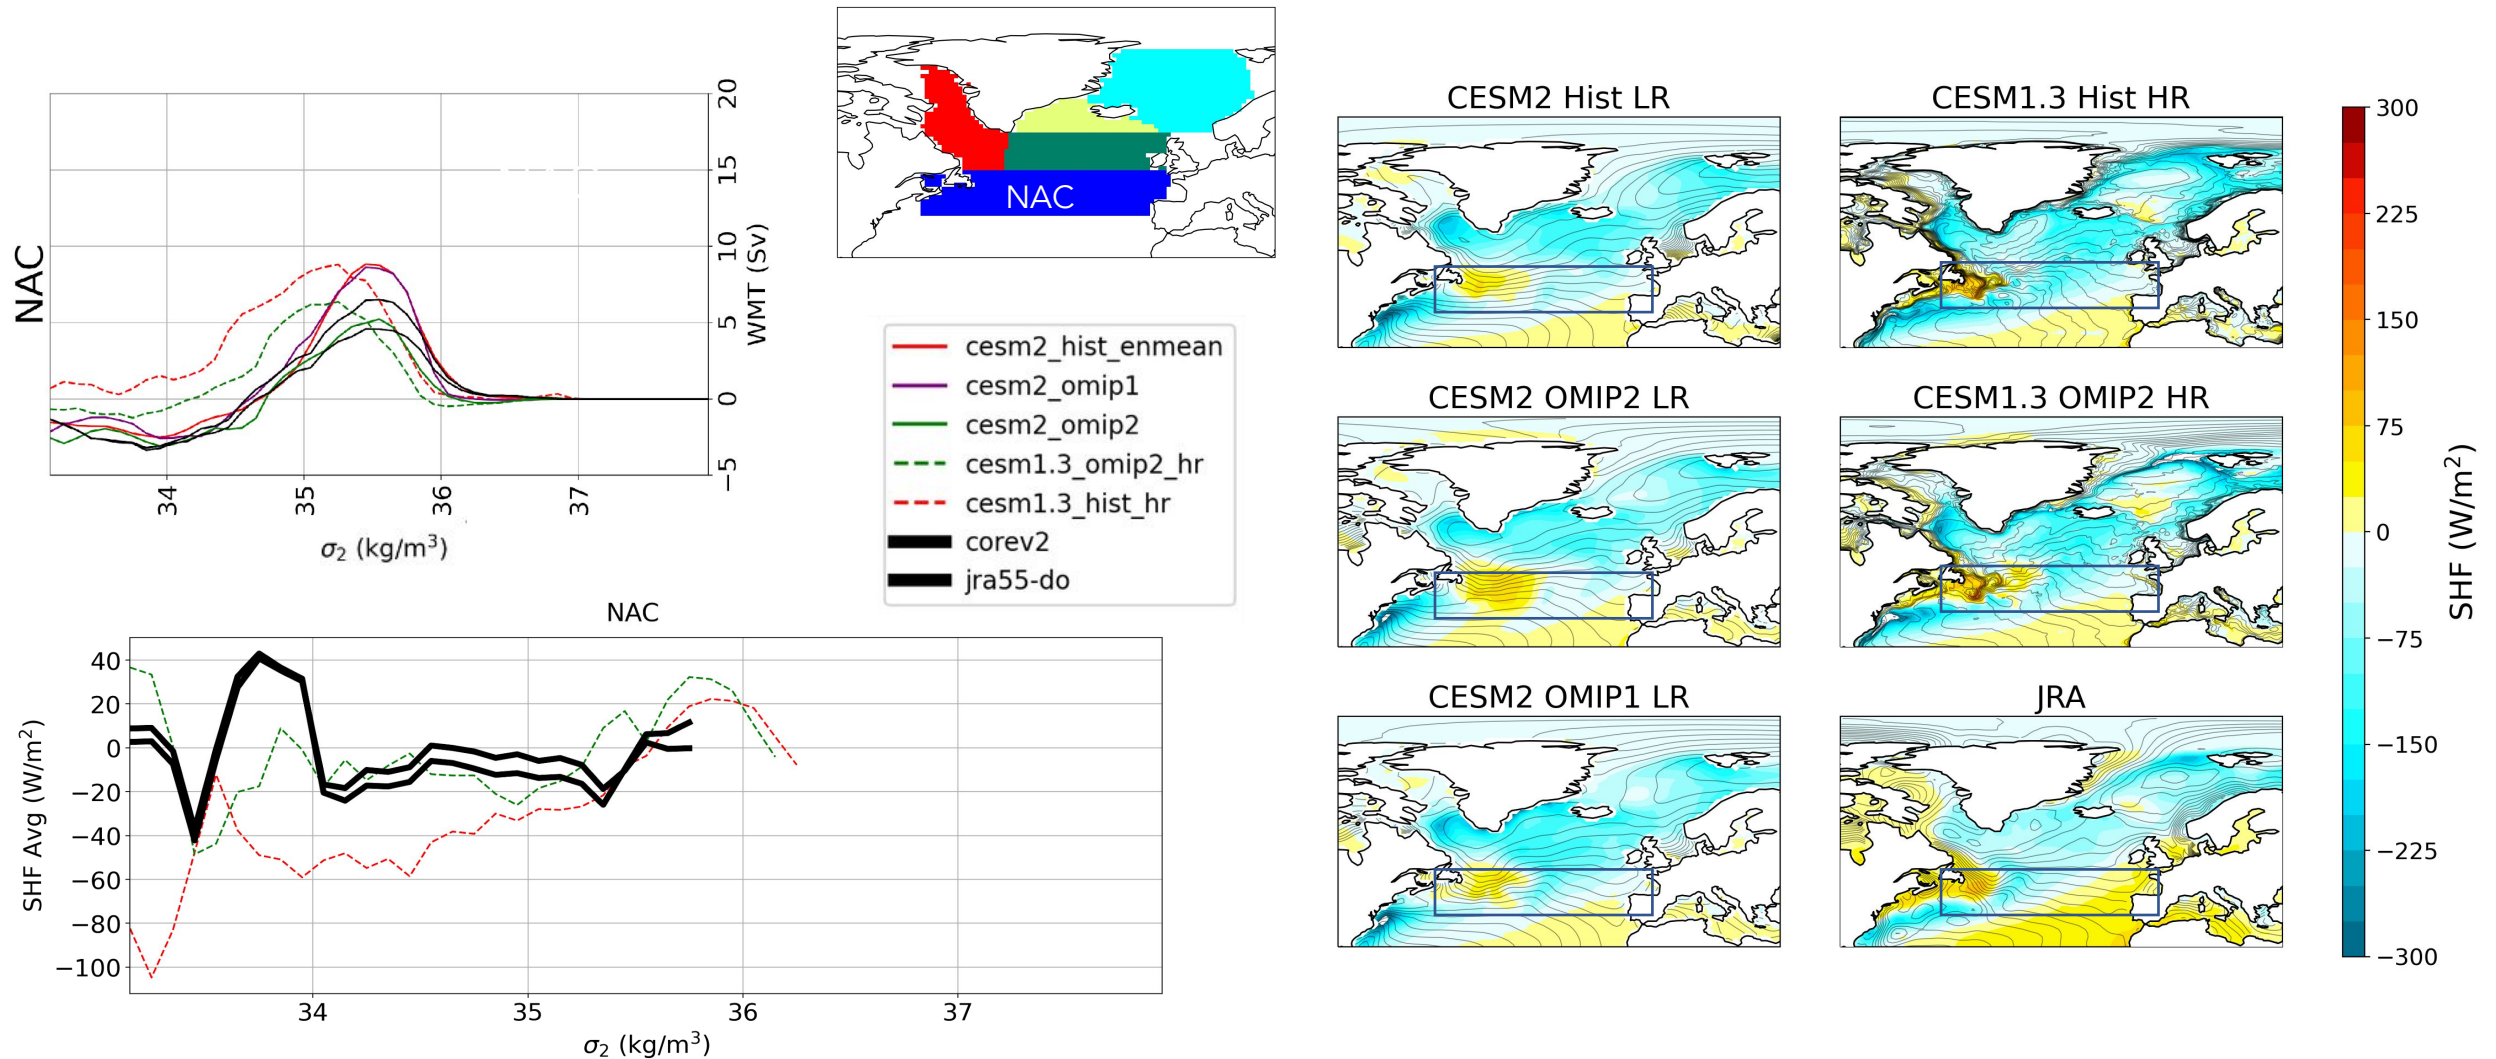 NAC
20
15
10
5
0
−5
WMT (Sv)
34
35
36
37
σ2 (kg/m3)
NAC
cesm2_hist_enmean
cesm2_omip1
cesm2_omip2
cesm1.3_omip2_hr
cesm1.3_hist_hr
corev2
jra55-do
NAC
40
20
0
−20
−40
−60
−80
−100
SHF Avg (W/m2)
34
35
36
37
σ2 (kg/m3)
CESM2 Hist LR
CESM1.3 Hist HR
CESM2 OMIP2 LR
CESM1.3 OMIP2 HR
CESM2 OMIP1 LR
JRA
300
225
150
75
0
−75
−150
−225
−300
SHF (W/m2)